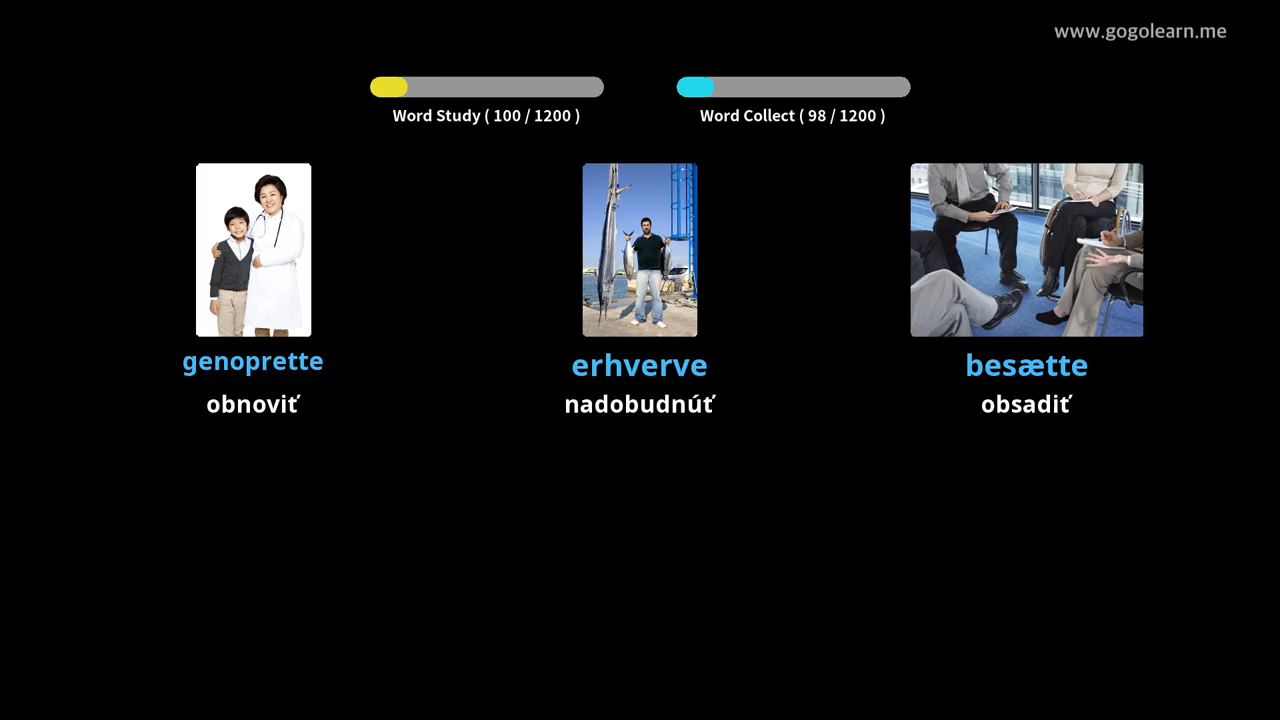 www.gogolearn.me
Word Study ( 100 / 1200 )
Word Collect ( 98 / 1200 )
genoprette
erhverve
besætte
obnoviť
nadobudnúť
obsadiť